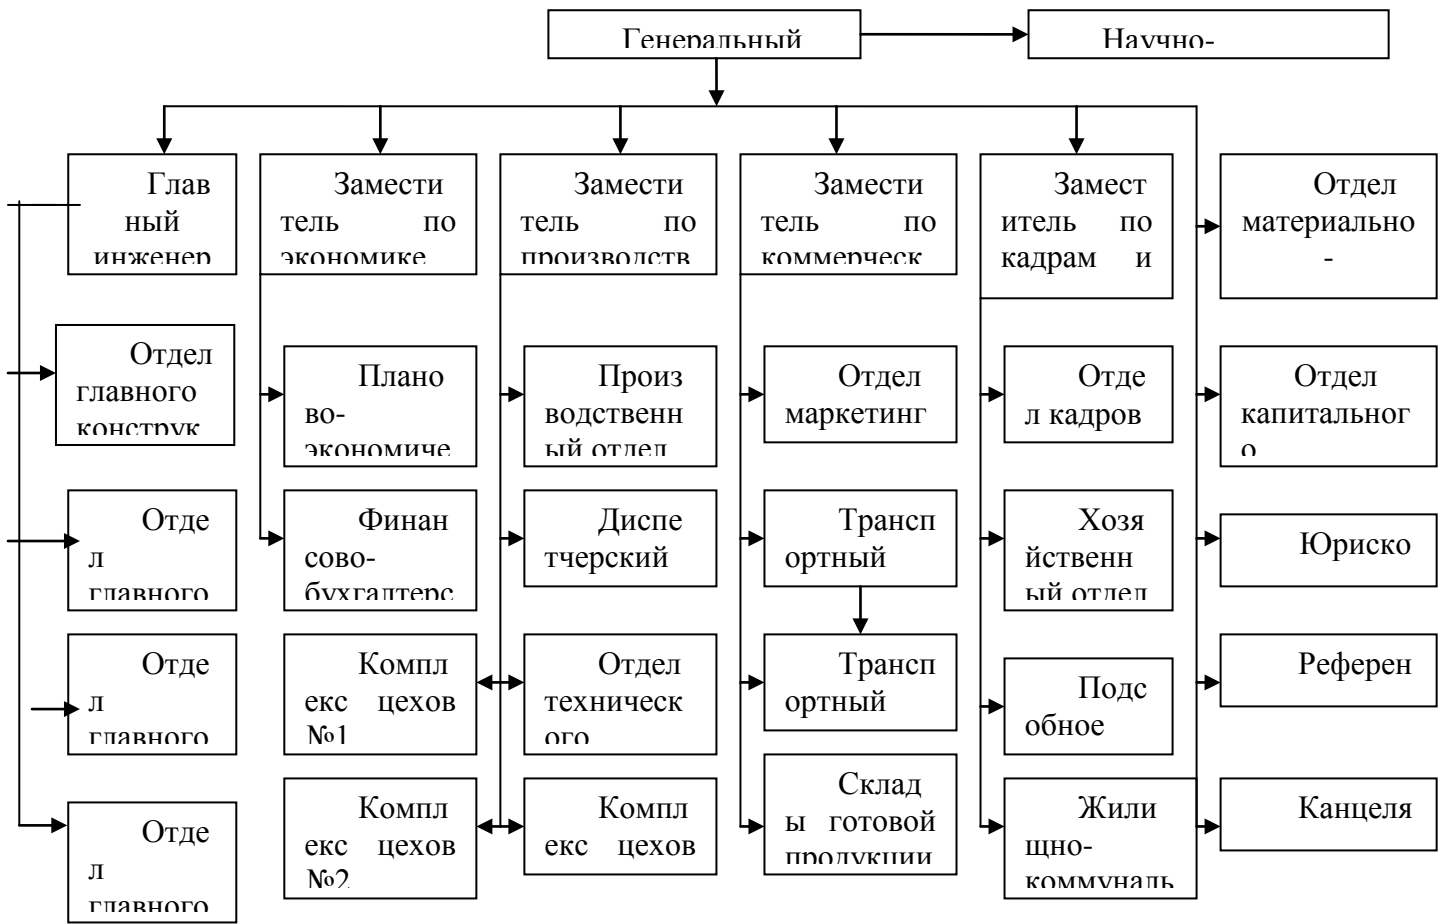 Генеральный
Научно-
Глав
ный
инженер
Замести
тель по
экономике
Замести
тель по
производств
Замести
тель по
коммерческ
Замест
итель по
кадрам и
Отдел
материально
-
Отдел
главного
конструк
Плано
во-
экономиче
Произ
водственн
ый отдел
Отдел
маркетинг
Отде
л кадров
Отдел
капитальног
о
Отде
л
главного
Финан
сово-
бухгалтерс
Диспе
тчерский
Трансп
ортный
Хозя
йственн
ый отдел
Юриско
Отде
л
главного
Компл
екс цехов
№1
Отдел
техническ
ого
Трансп
ортный
Подс
обное
Референ
Отде
л
главного
Компл
екс цехов
№2
Компл
екс цехов
Склад
ы готовой
продукции
Жили
щно-
коммуналь
Канцеля